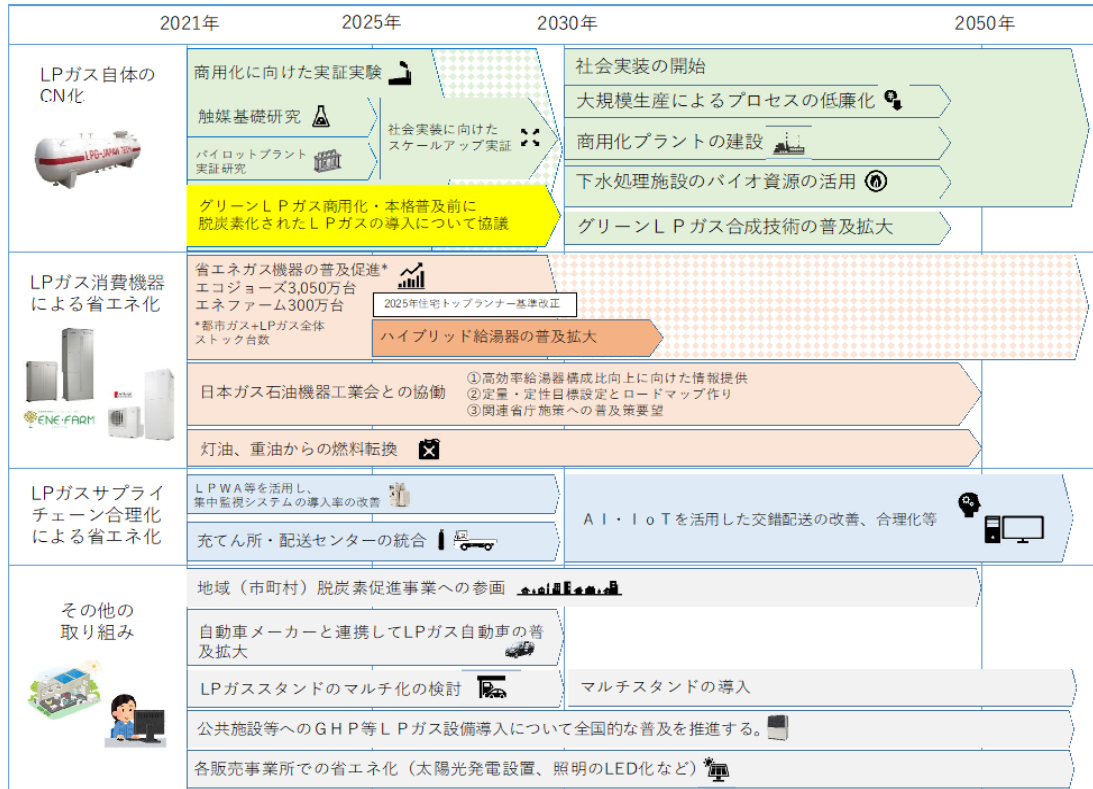 2021年
2025年
2030年
2050年
LPガス自体の
CN化
LPG-JAPAN TECH
商用化に向けた実証実験
触媒基礎研究
パイロットプラント
実証研究
社会実装に向けた
スケールアップ実証
グリーンLPガス商用化・本格普及前に
脱炭素化されたLPガスの導入について協議
社会実装の開始
大規模生産によるプロセスの低廉化
商用化プラントの建設
下水処理施設のバイオ資源の活用
グリーンLPガス合成技術の普及拡大
LPガス消費機器
による省エネ化
ENE・FARM
省エネガス機器の普及促進*
エコジョーズ3,050万台
エネファーム300万台
*都市ガス+LPガス全体
ストック台数
2025年住宅トップランナー基準改正
ハイブリッド給湯器の普及拡大
日本ガス石油機器工業会との協働
①高効率給湯器構成比向上に向けた情報提供
②定量・定性目標設定とロードマップ作り
③関連省庁施策への普及策要望
灯油、重油からの燃料転換
LPガスサプライ
チェーン合理化
による省エネ化
LPWA等を活用し、
集中監視システムの導入率の改善
充てん所・配送センターの統合
AI・IoTを活用した交錯配送の改善、合理化等
その他の
取り組み
地域（市町村）脱炭素促進事業への参画
自動車メーカーと連携してLPガス自動車の普
及拡大
LPガススタンドのマルチ化の検討
マルチスタンドの導入
公共施設等へのGHP等LPガス設備導入について全国的な普及を推進する。
各販売事業所での省エネ化（太陽光発電設置、照明のLED化など）